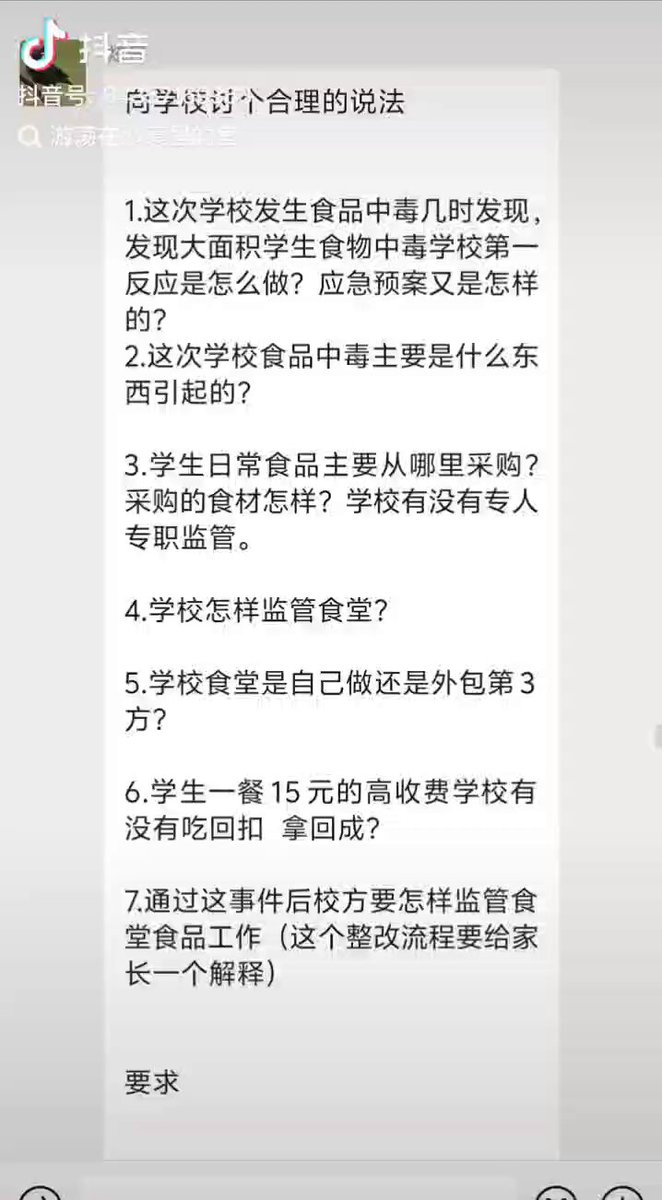 抖音
抖音号:
向学校讨个合理的说法
1.这次学校发生食品中毒几时发现，
发现大面积学生食物中毒学校第一
反应是怎么做？应急预案又是怎样
的？
2.这次学校食品中毒主要是什么东
西引起的？
3.学生日常食品主要从哪里采购？
采购的食材怎样？学校有没有专人
专职监管。
4.学校怎样监管食堂？
5.学校食堂是自己做还是外包第3
方？
6.学生一餐15元的高收费学校有
没有吃回扣 拿回成？
7.通过这事件后校方要怎样监管食
堂食品工作（这个整改流程要给家
长一个解释）
要求